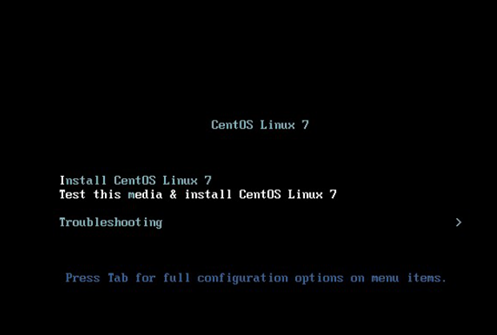 CentOS Linux 7
Install CentOS Linux 7
Test this media & install CentOS Linux 7
Troubleshooting >
Press Tab for full configuration options on menu items.